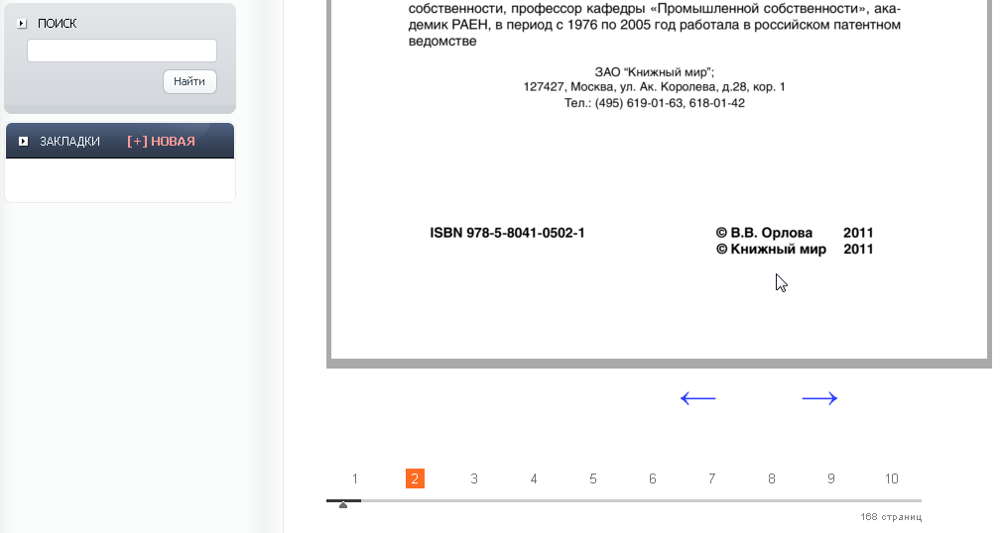 ПОИСК
Найти
ЗАКЛАДКИ [+] НОВАЯ
собственности, профессор кафедры «Промышленной собственности», ака-
демик РАЕН, в период с 1976 по 2005 год работала в российском патентном
ведомстве
ЗАО “Книжный мир”;
127427, Москва, ул. Ак. Королева, д.28, кор. 1
Тел.: (495) 619-01-63, 618-01-42
ISBN 978-5-8041-0502-1
© В.В. Орлова 2011
© Книжный мир 2011
← →
1 2 3 4 5 6 7 8 9 10
168 страниц